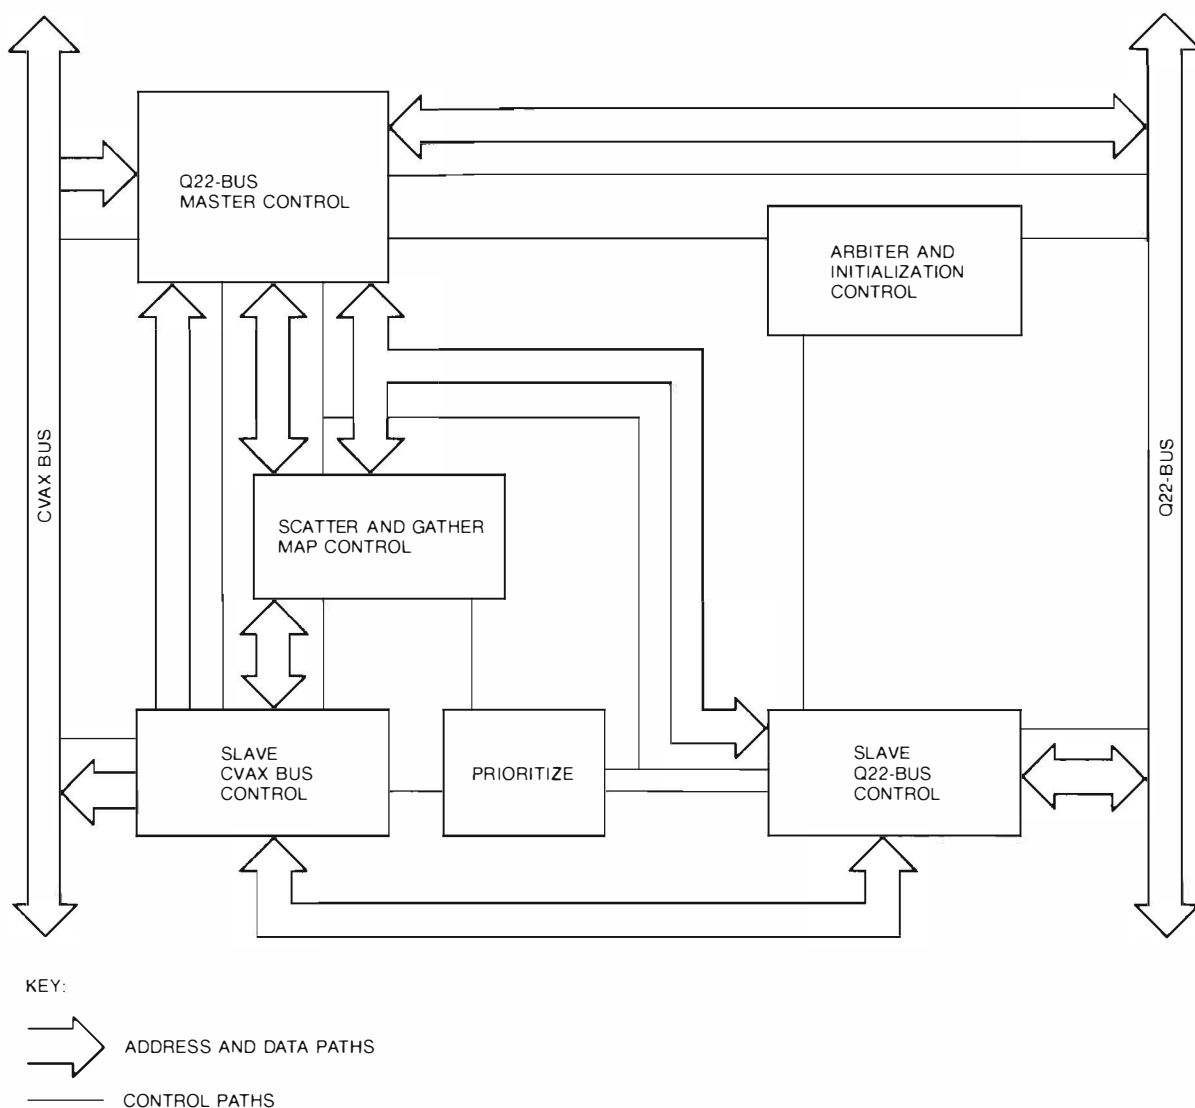 Q22-BUS
MASTER CONTROL
ARBITER AND
INITIALIZATION
CONTROL
CVAX BUS
Q22-BUS
SCATTER AND GATHER
MAP CONTROL
SLAVE
CVAX BUS
CONTROL
PRIORITIZE
SLAVE
Q22-BUS
CONTROL
KEY:
ADDRESS AND DATA PATHS
CONTROL PATHS